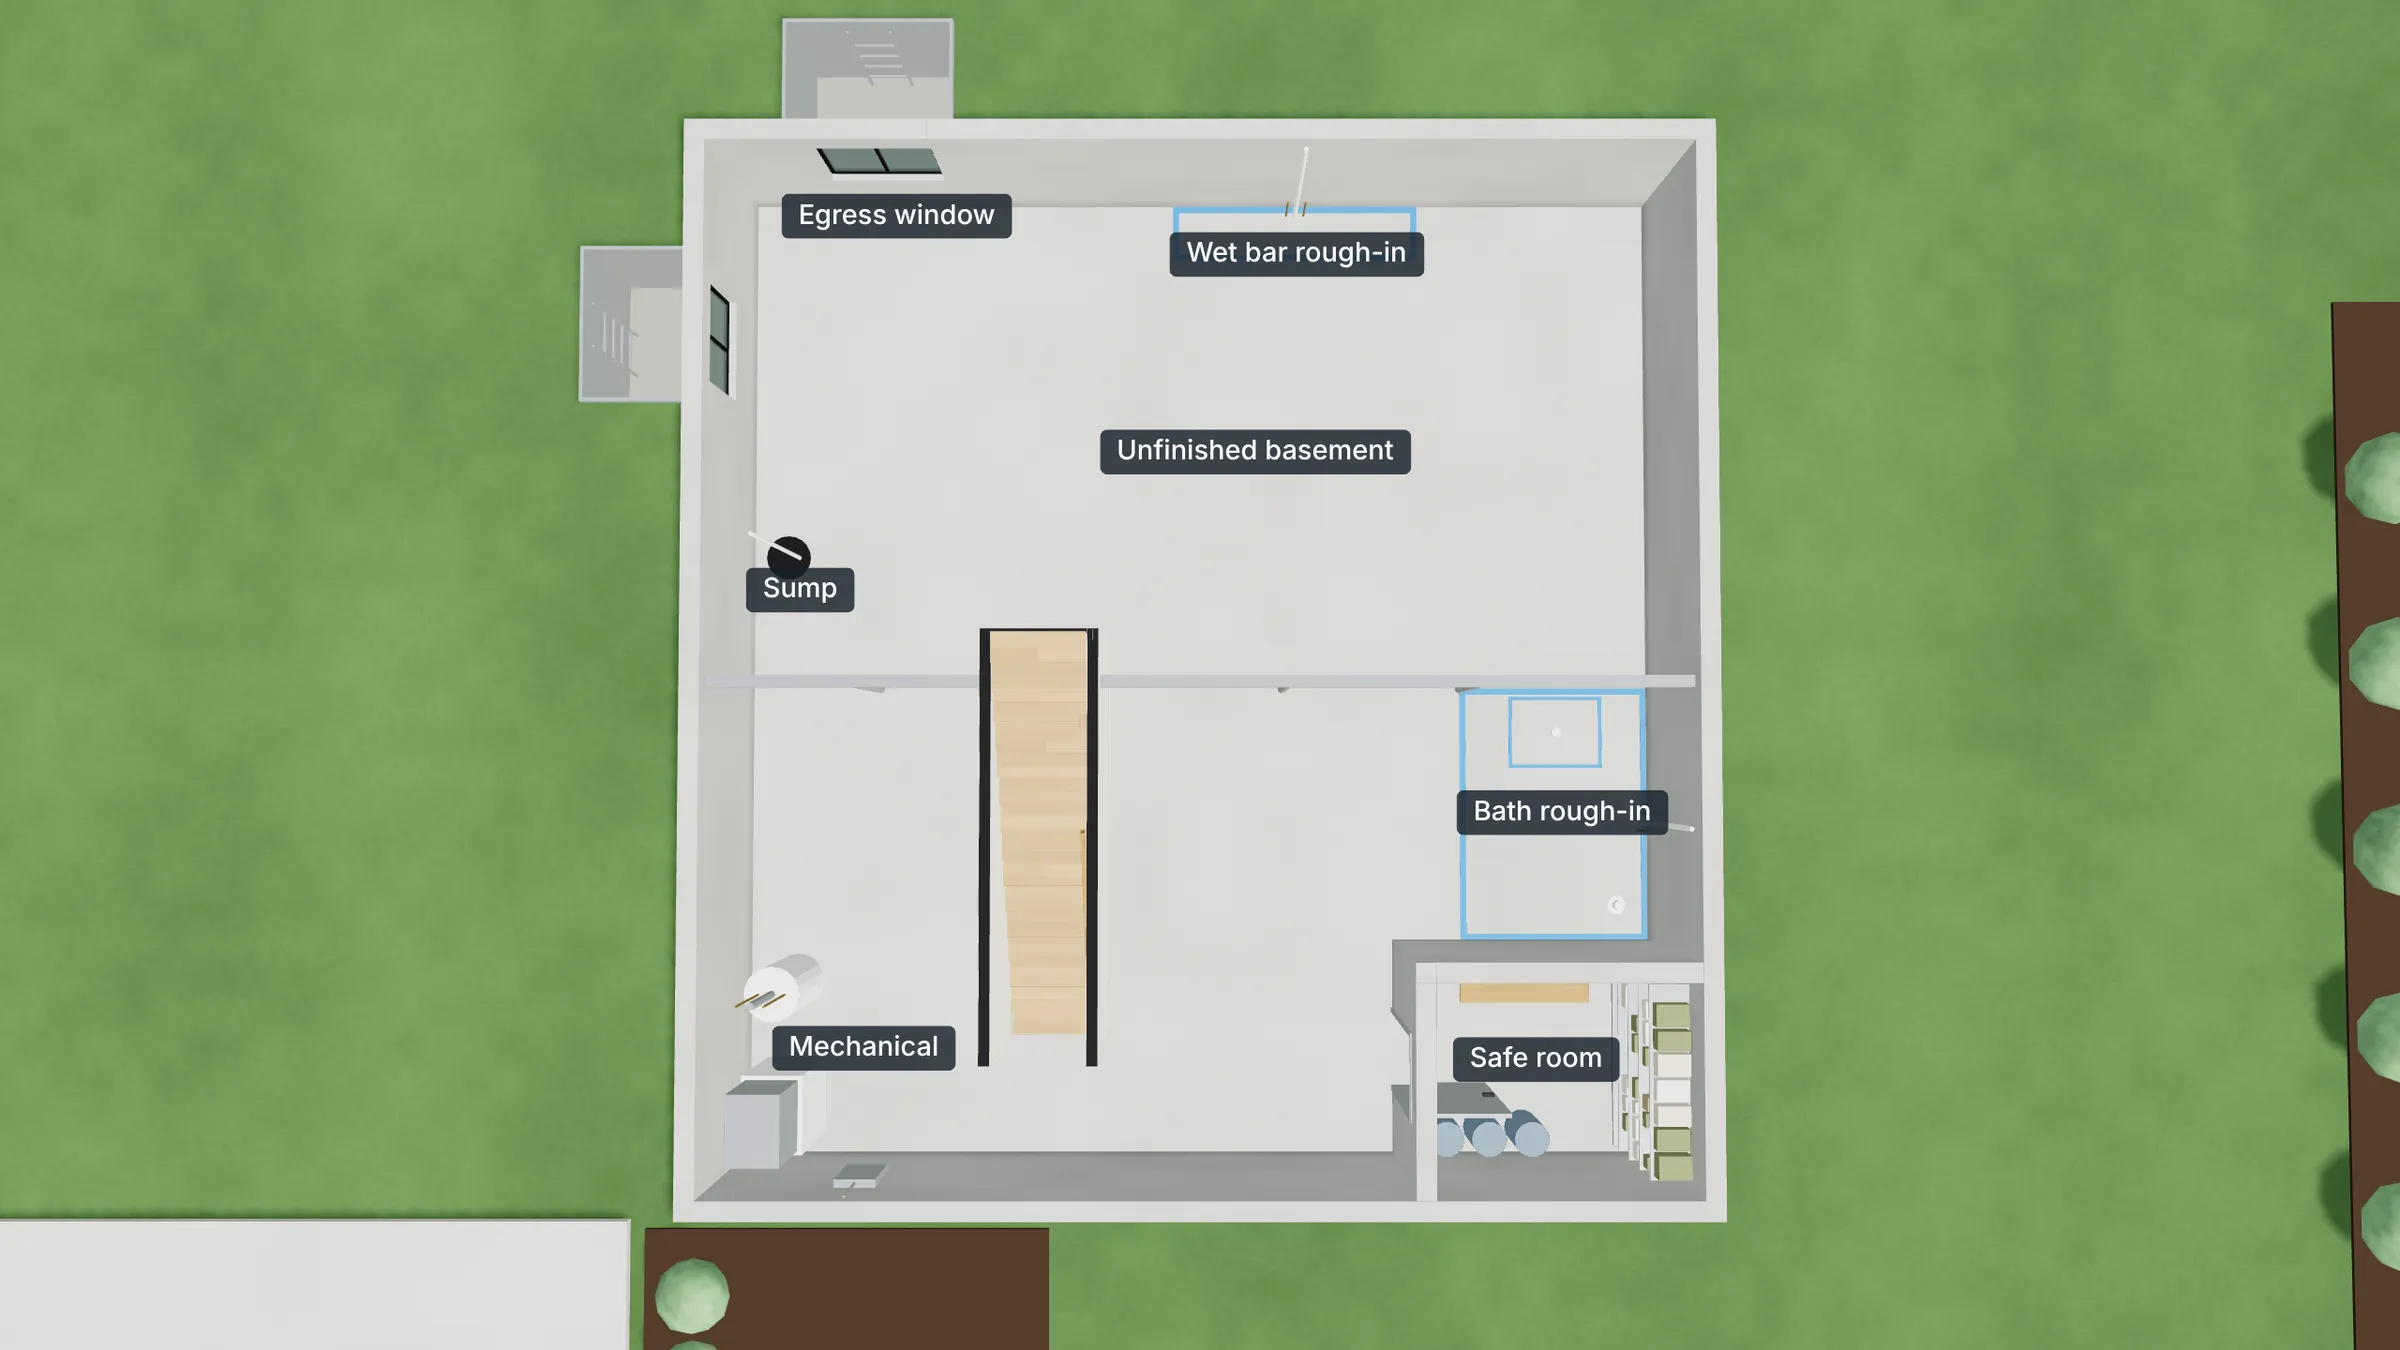 Egress window
Wet bar rough-in
Unfinished basement
Sump
Bath rough-in
Mechanical
Safe room